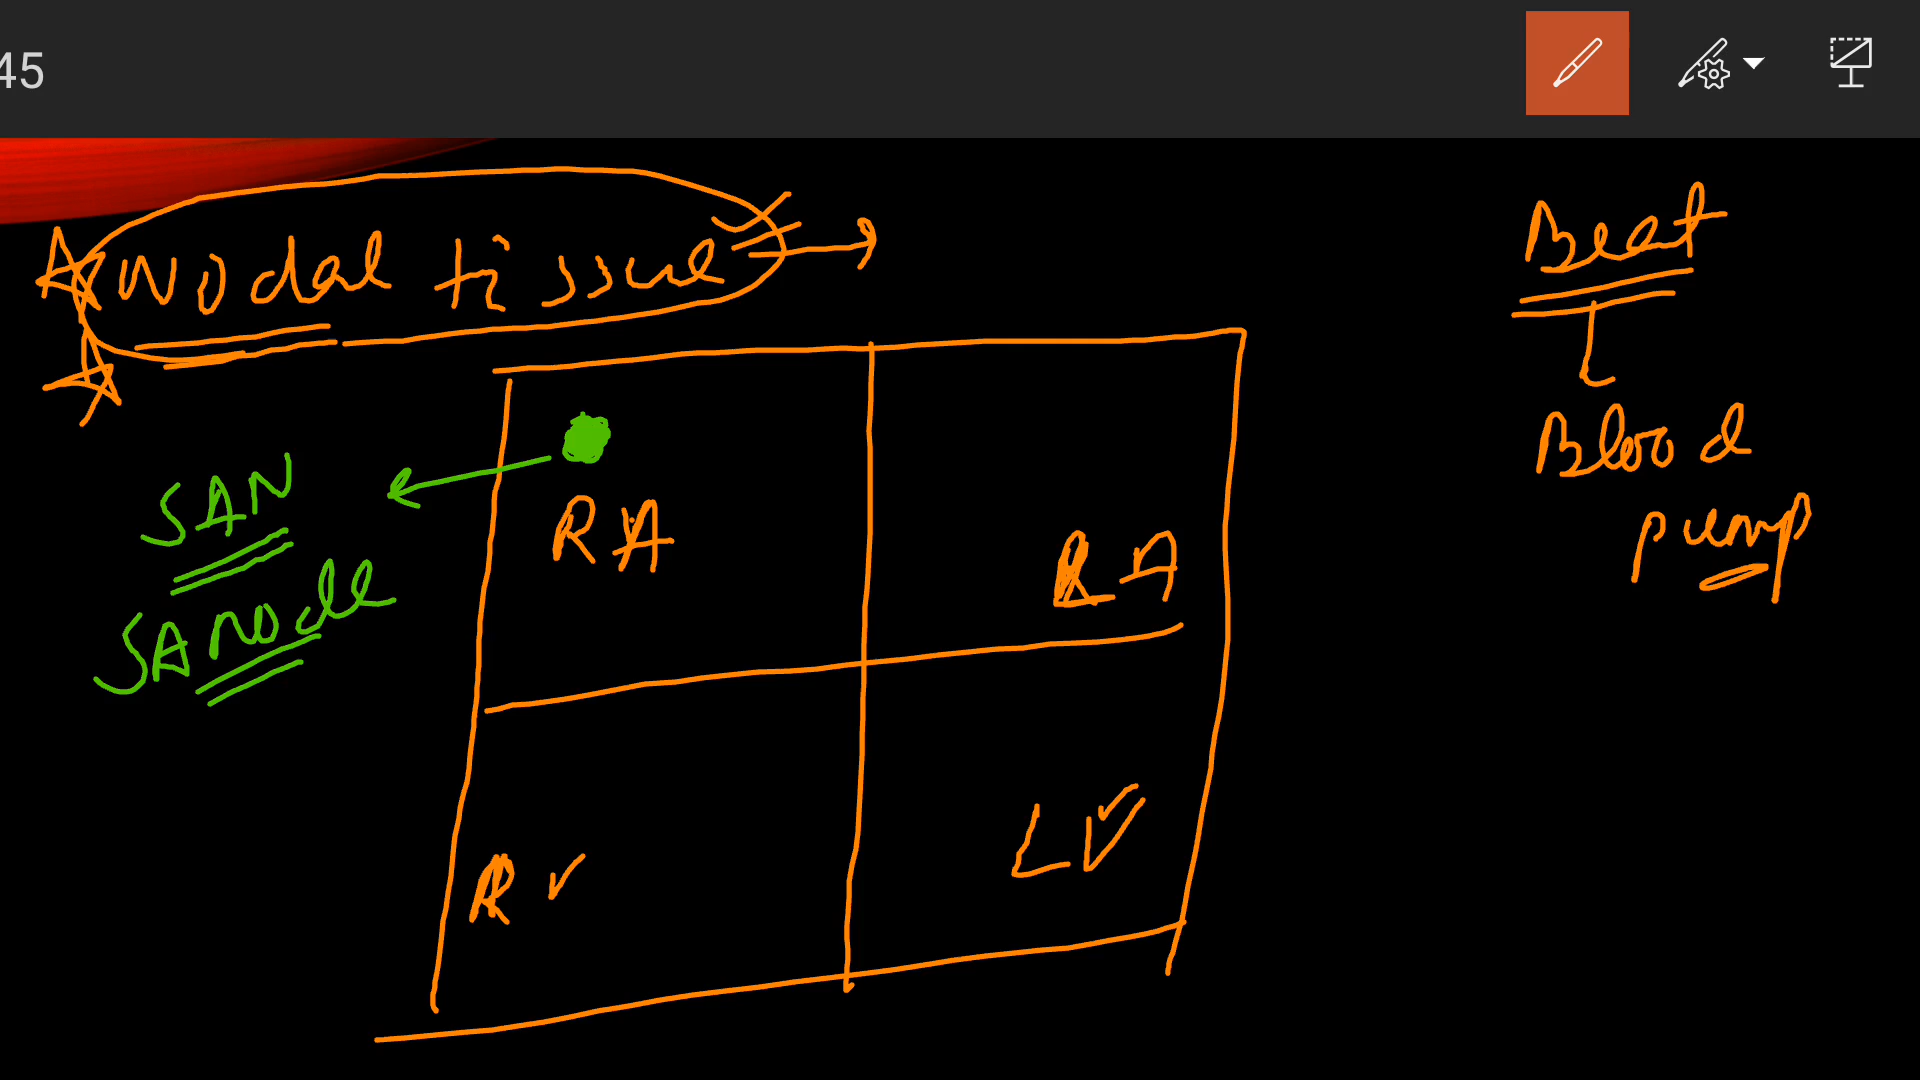 45
Nodal tissue
Beat
Blood
pump
SAN
SA node
RA
LA
RV
LV